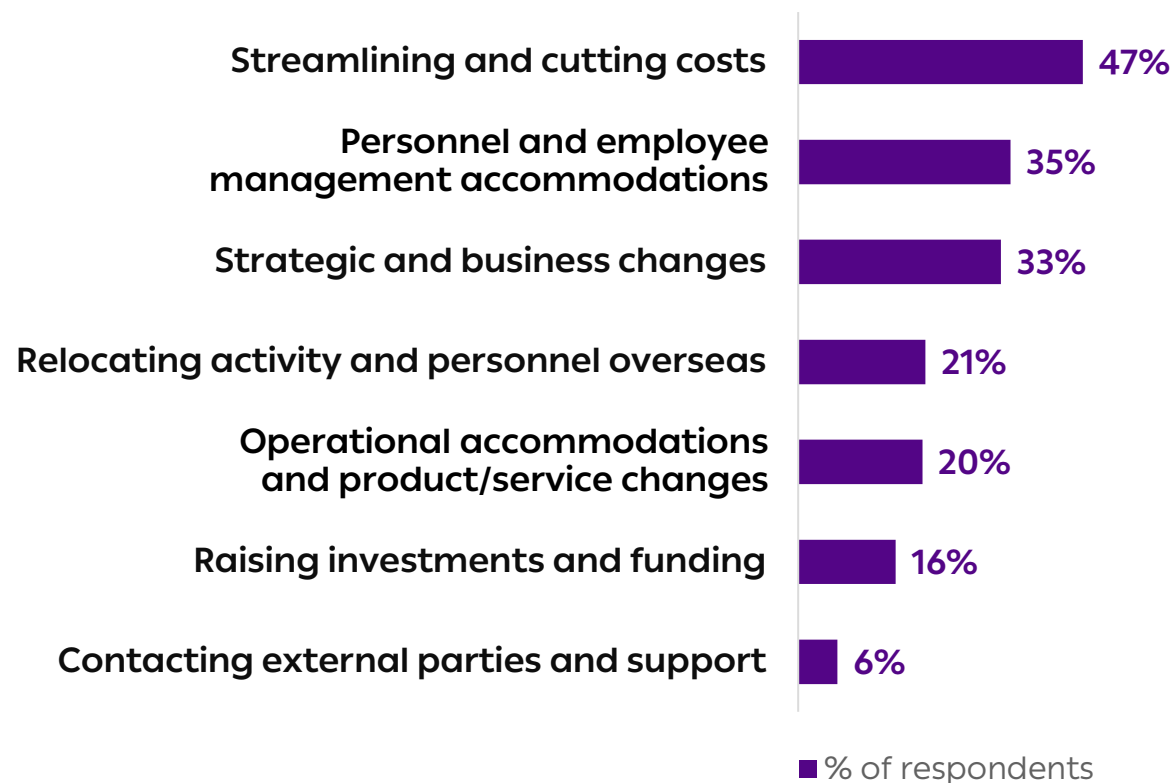 Streamlining and cutting costs 47%
Personnel and employee
management accommodations 35%
Strategic and business changes 33%
Relocating activity and personnel overseas 21%
Operational accommodations
and product/service changes 20%
Raising investments and funding 16%
Contacting external parties and support 6%
% of respondents